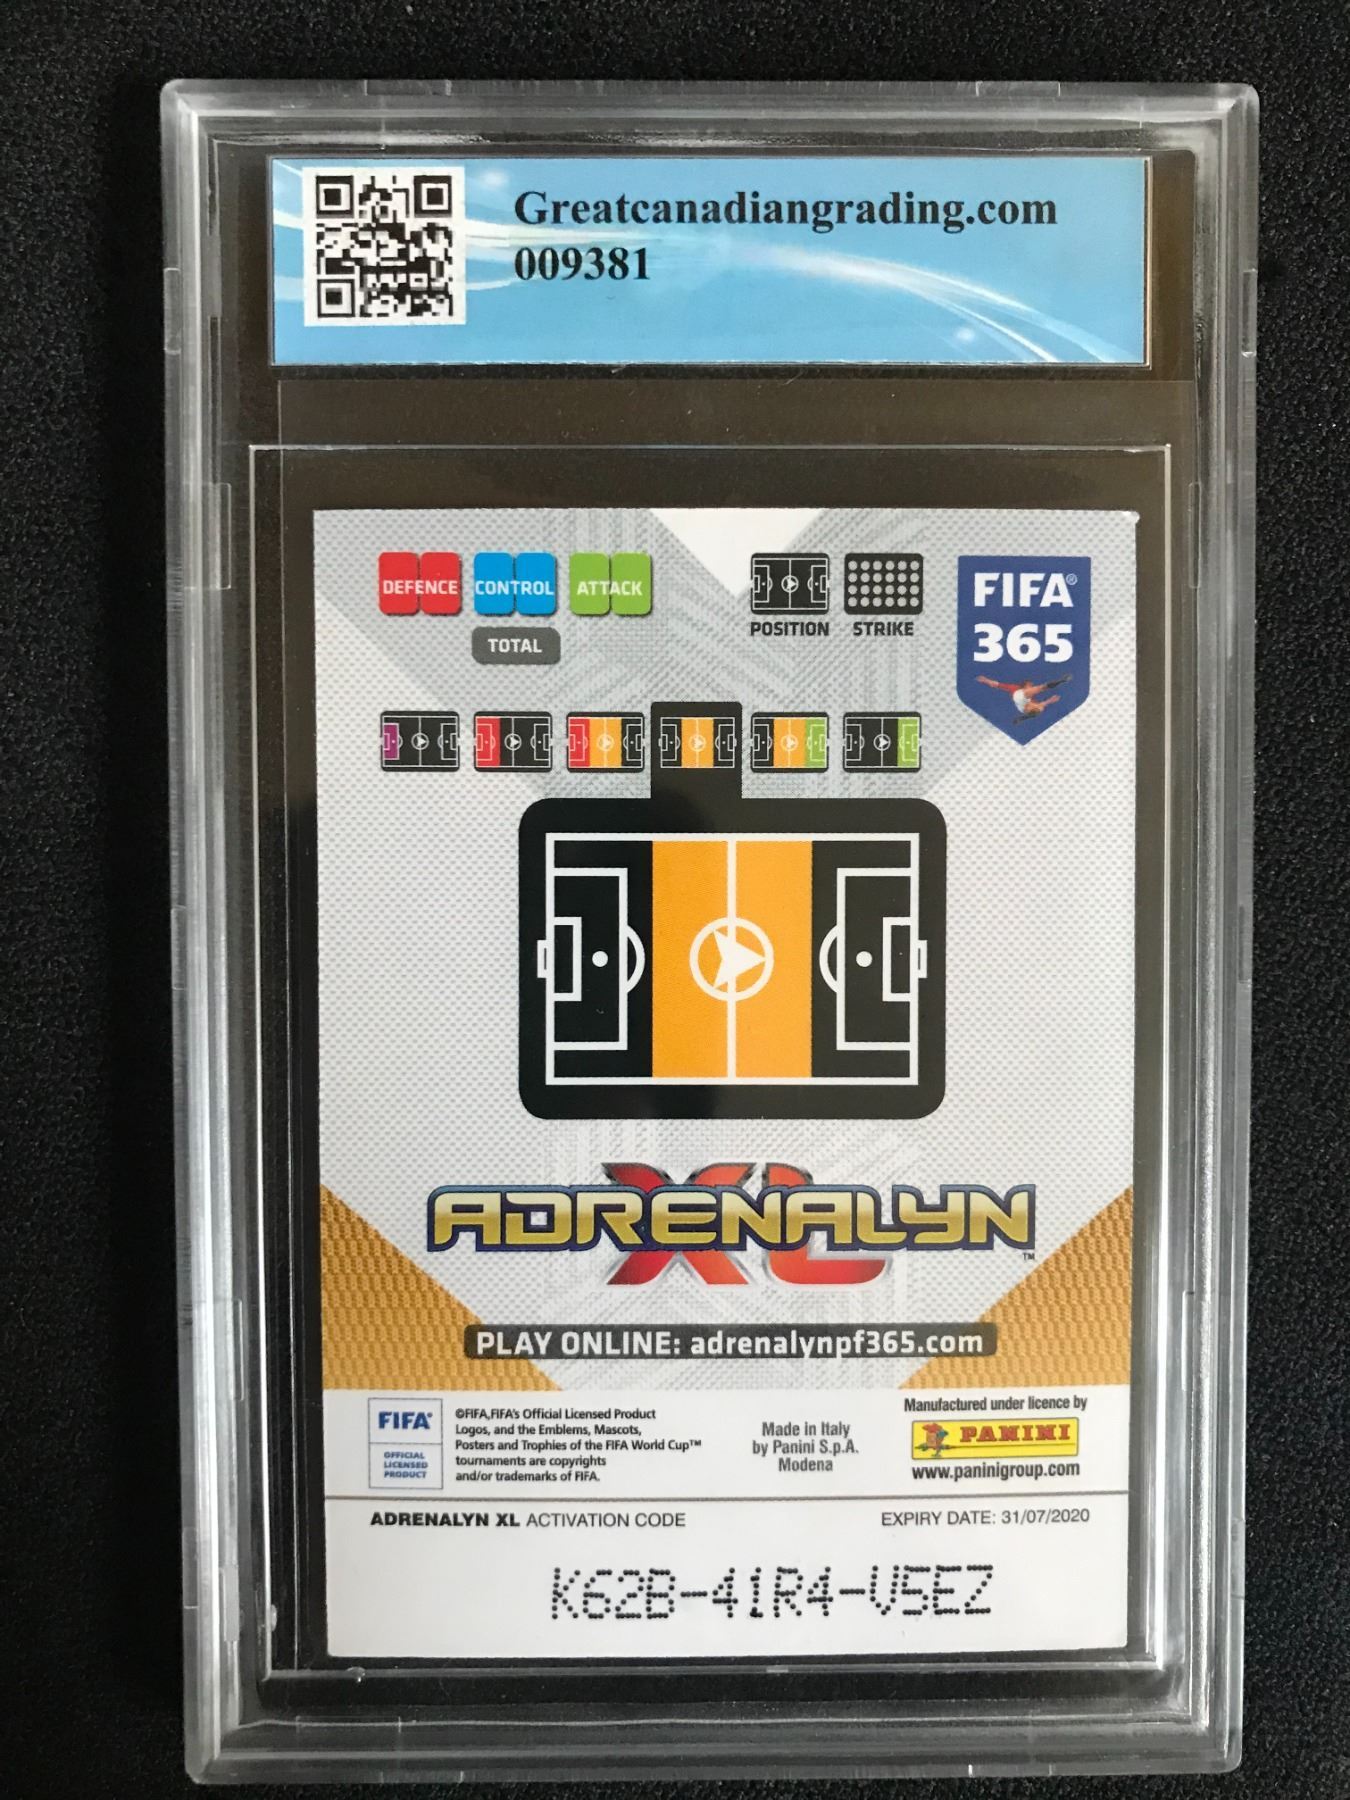 Greatcanadiangrading.com
009381
DEFENCE CONTROL ATTACK
TOTAL
POSITION STRIKE
FIFA®
365
ADRENALYN
XL
™
PLAY ONLINE: adrenalynpf365.com
FIFA®
OFFICIAL
LICENSED
PRODUCT
©FIFA,FIFA's Official Licensed Product
Logos, and the Emblems, Mascots,
Posters and Trophies of the FIFA World Cup™
tournaments are copyrights
and/or trademarks of FIFA.
Made in Italy
by Panini S.p.A.
Modena
Manufactured under licence by
PANINI
www.paninigroup.com
ADRENALYN XL ACTIVATION CODE
EXPIRY DATE: 31/07/2020
K62B-41R4-V5EZ